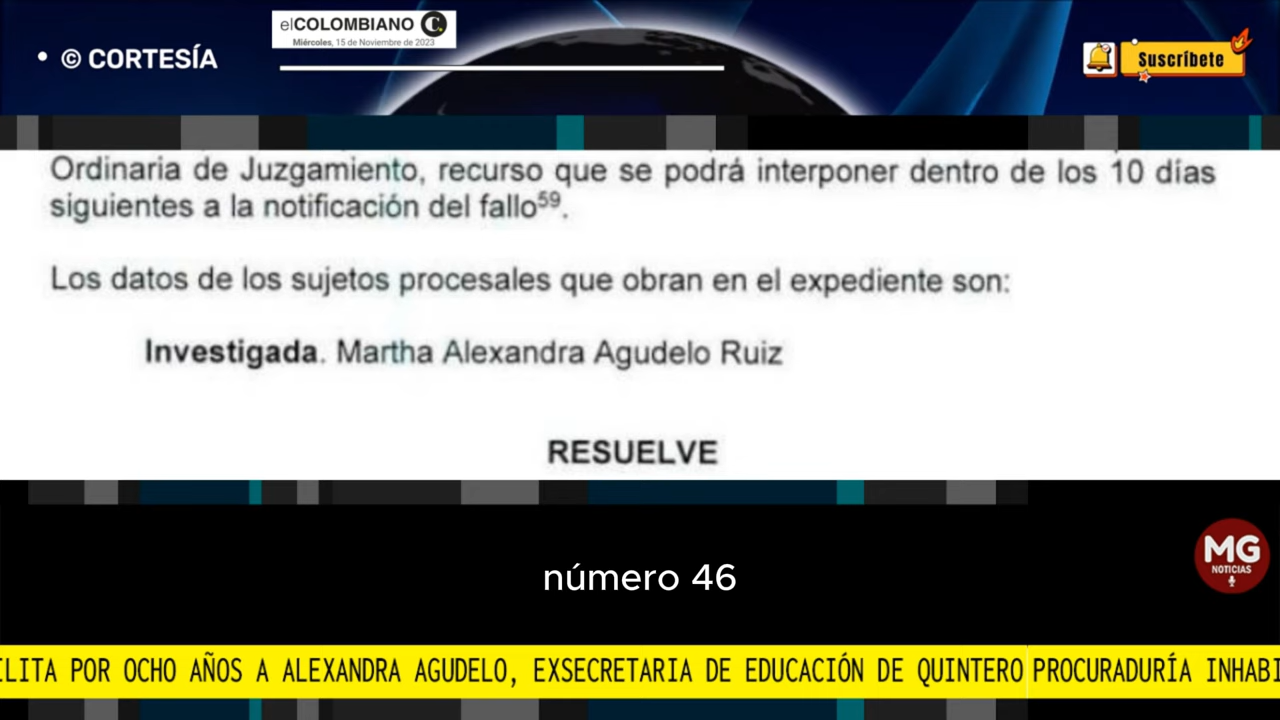 elCOLOMBIANO C
Miércoles, 15 de Noviembre de 2023
• © CORTESÍA
Suscríbete
Ordinaria de Juzgamiento, recurso que se podrá interponer dentro de los 10 días
siguientes a la notificación del fallo⁵⁹.
Los datos de los sujetos procesales que obran en el expediente son:
Investigada. Martha Alexandra Agudelo Ruiz
RESUELVE
número 46
MG
NOTICIAS
ILITA POR OCHO AÑOS A ALEXANDRA AGUDELO, EXSECRETARIA DE EDUCACIÓN DE QUINTERO PROCURADURÍA INHABI